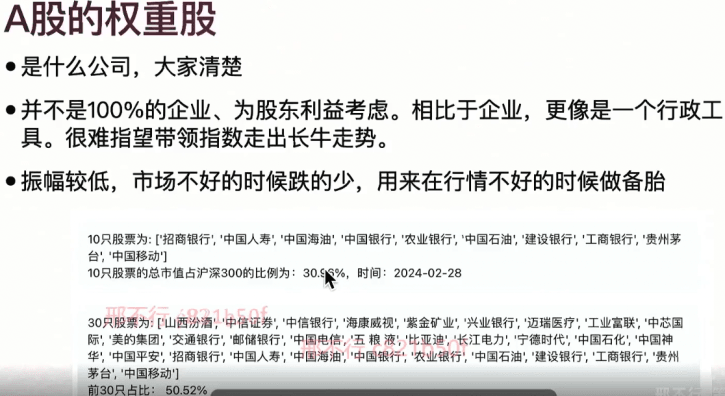 A股的权重股
•是什么公司，大家清楚
•并不是100%的企业、为股东利益考虑。相比于企业，更像是一个行政工
具。很难指望带领指数走出长牛走势。
•振幅较低，市场不好的时候跌的少，用来在行情不好的时候做备胎
10只股票为: ['招商银行', '中国人寿', '中国海油', '中国银行', '农业银行', '中国石油', '建设银行', '工商银行', '贵州茅
台', '中国移动']
10只股票的总市值占沪深300的比例为：30.98%，时间：2024-02-28
30只股票为: ['山西汾酒', '中信证券', '中信银行', '海康威视', '紫金矿业', '兴业银行', '迈瑞医疗', '工业富联', '中芯国
际', '美的集团', '交通银行', '邮储银行', '中国电信', '五 粮 液', '比亚迪', '长江电力', '宁德时代', '中国石化', '中国神
华', '中国平安', '招商银行', '中国人寿', '中国海油', '中国银行', '农业银行', '中国石油', '建设银行', '工商银行', '贵州
茅台', '中国移动']
前30只占比： 50.52%
邢不行 r821b50f
邢不行 r821b50f